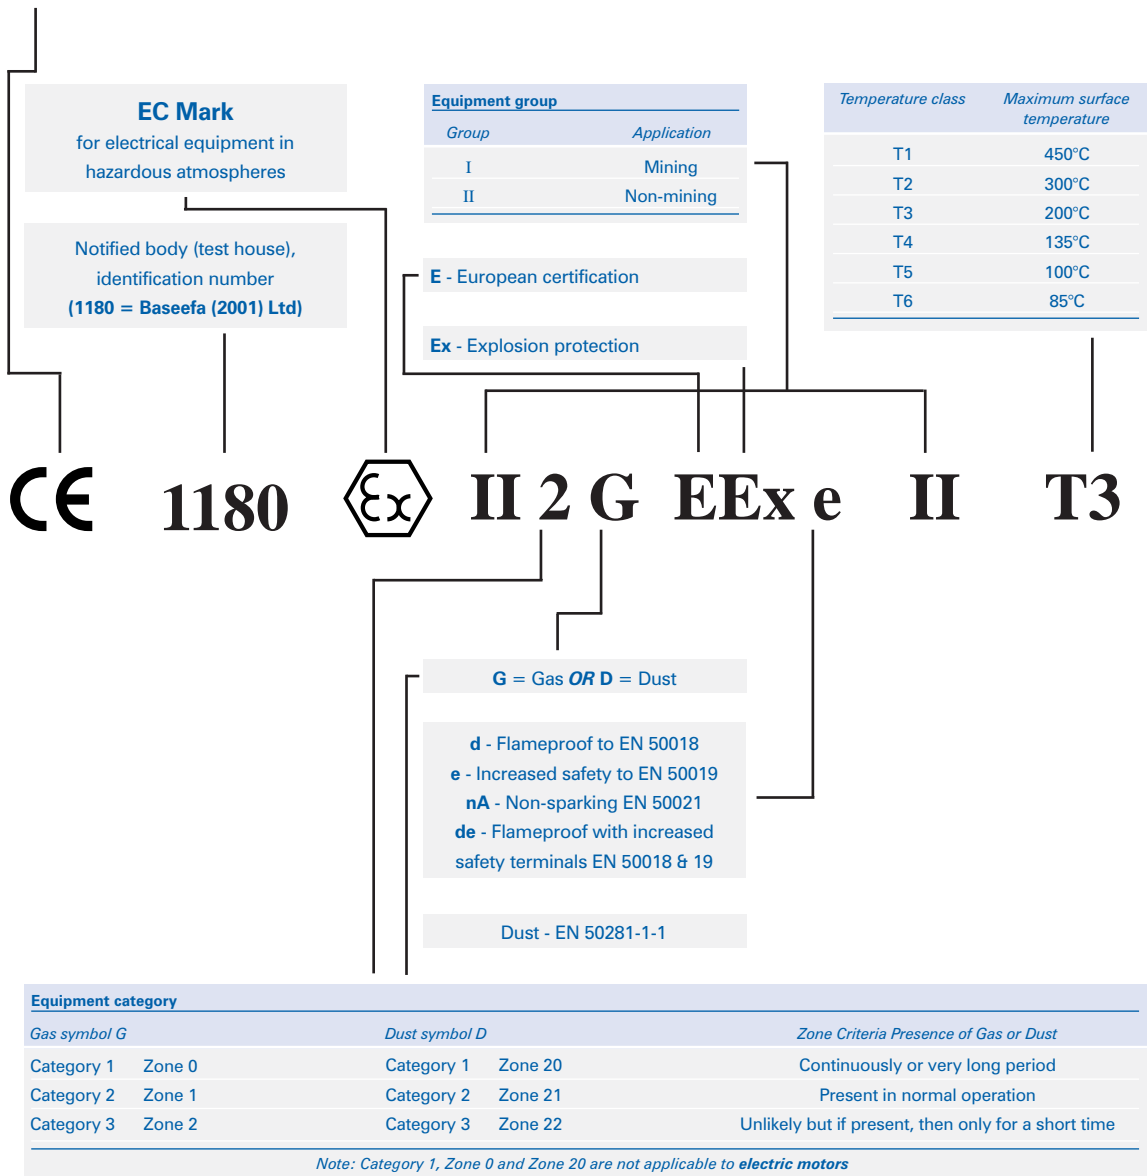 EC Mark
for electrical equipment in
hazardous atmospheres
Notified body (test house),
identification number
(1180 = Baseefa (2001) Ltd)
Equipment group
Group Application
I Mining
II Non-mining
E - European certification
Ex - Explosion protection
Temperature class Maximum surface
temperature
T1 450°C
T2 300°C
T3 200°C
T4 135°C
T5 100°C
T6 85°C
CE 1180 Ex II 2 G EEx e II T3
G = Gas OR D = Dust
d - Flameproof to EN 50018
e - Increased safety to EN 50019
nA - Non-sparking EN 50021
de - Flameproof with increased
safety terminals EN 50018 & 19
Dust - EN 50281-1-1
Equipment category
Gas symbol G Dust symbol D Zone Criteria Presence of Gas or Dust
Category 1 Zone 0 Category 1 Zone 20 Continuously or very long period
Category 2 Zone 1 Category 2 Zone 21 Present in normal operation
Category 3 Zone 2 Category 3 Zone 22 Unlikely but if present, then only for a short time
Note: Category 1, Zone 0 and Zone 20 are not applicable to electric motors